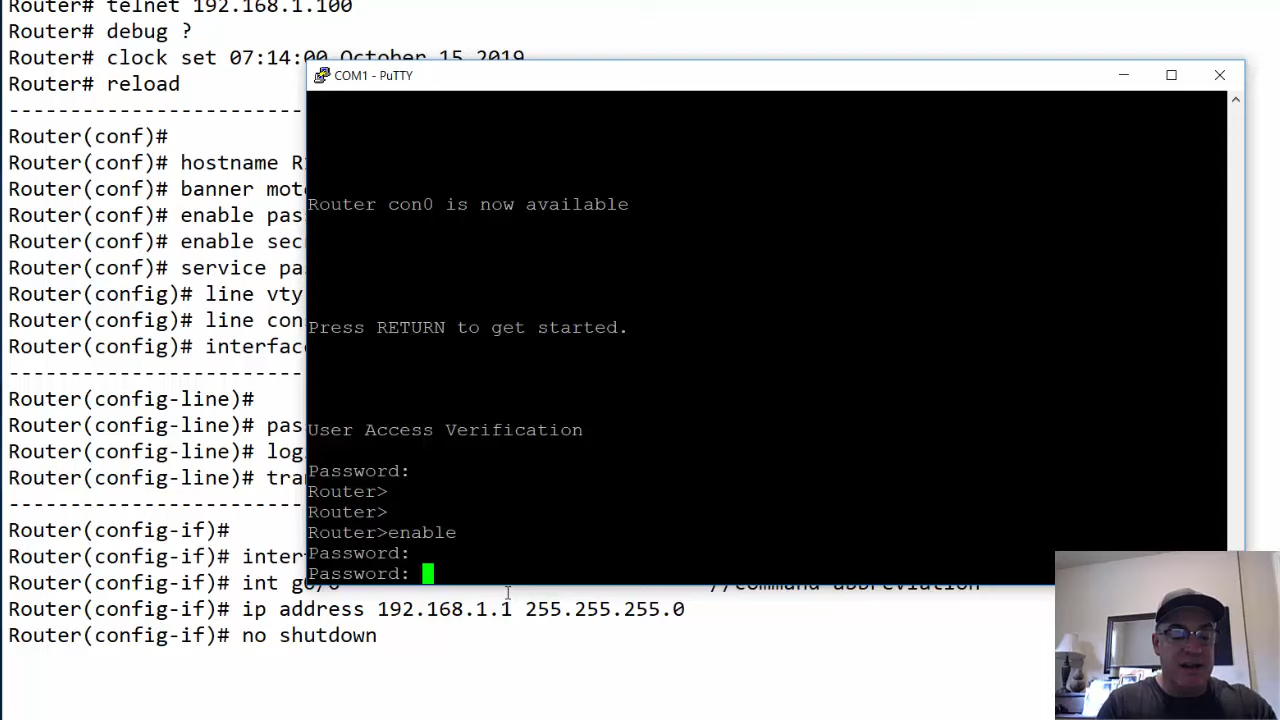 Router# telnet 192.168.1.100
Router# debug ?
Router# clock set 07:14:00 October 15 2019
Router# reload
Router(conf)#
Router(conf)# hostname R
Router(conf)# banner mot
Router(conf)# enable pas
Router(conf)# enable sec
Router(conf)# service pa
Router(config)# line vty
Router(config)# line con
Router(config)# interfac
Router(config-line)#
Router(config-line)# pas
Router(config-line)# log
Router(config-line)# tra
Router(config-if)#
Router(config-if)# inter
Router(config-if)# int g0/0 //command abbreviation
Router(config-if)# ip address 192.168.1.1 255.255.255.0
Router(config-if)# no shutdown
COM1 - PuTTY
Router con0 is now available
Press RETURN to get started.
User Access Verification
Password:
Router>
Router>
Router>enable
Password:
Password: